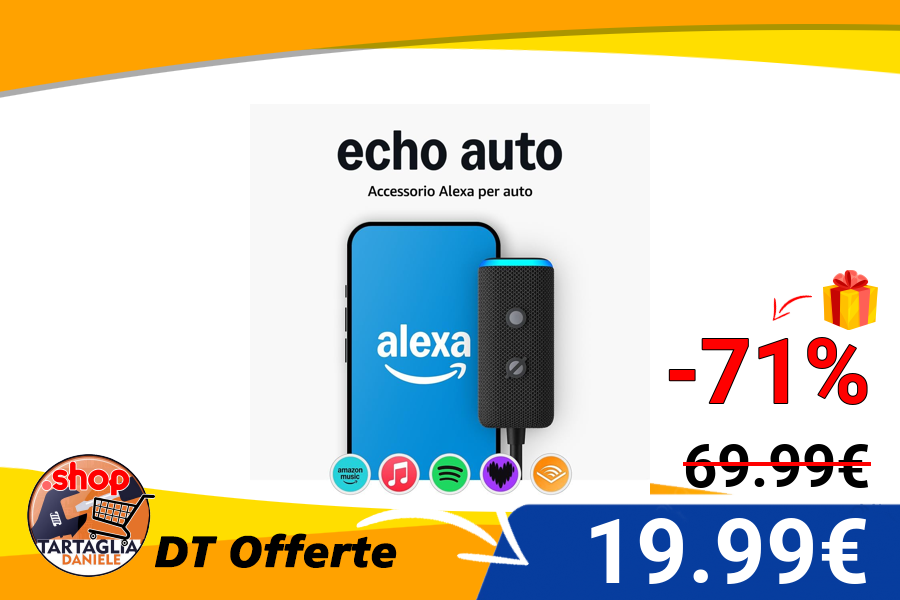 echo auto
Accessorio Alexa per auto
alexa
-71%
69.99€
amazon
music
.shop
TARTAGLIA
DANIELE
DT Offerte
19.99€